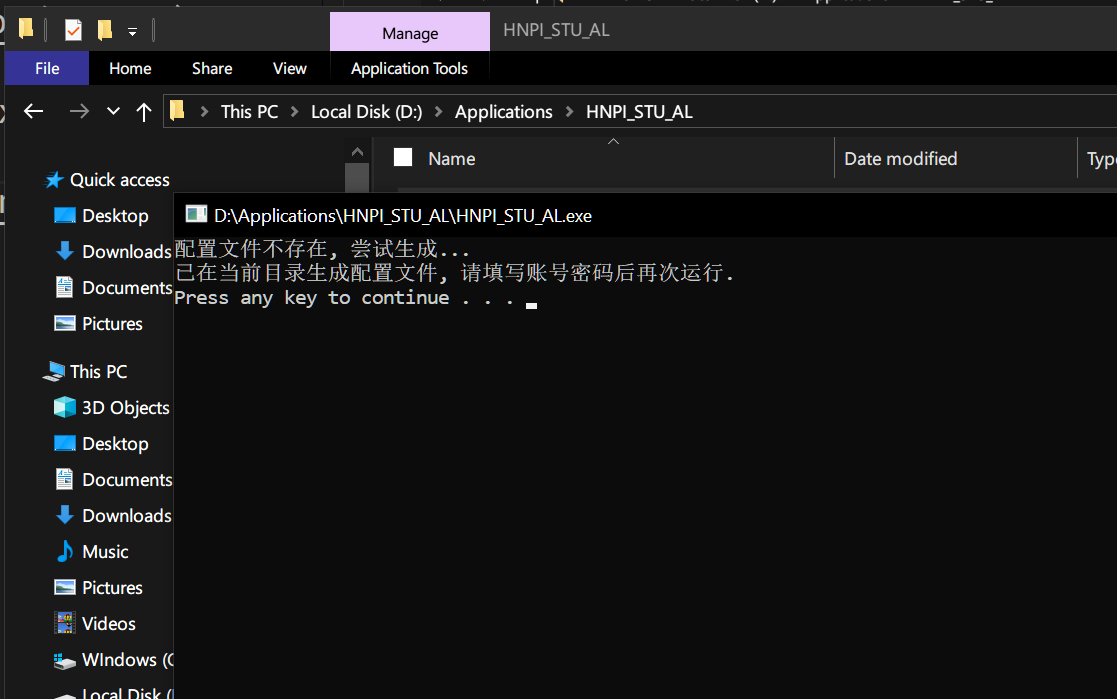 Manage
HNPI_STU_AL
File Home Share View Application Tools
This PC Local Disk (D:) Applications HNPI_STU_AL
Name Date modified
Quick access
Desktop
Downloads
Documents
Pictures
This PC
3D Objects
Desktop
Documents
Downloads
Music
Pictures
Videos
WIndows
Local Disk
D:\Applications\HNPI_STU_AL\HNPI_STU_AL.exe
配置文件不存在, 尝试生成...
已在当前目录生成配置文件, 请填写账号密码后再次运行.
Press any key to continue . . .